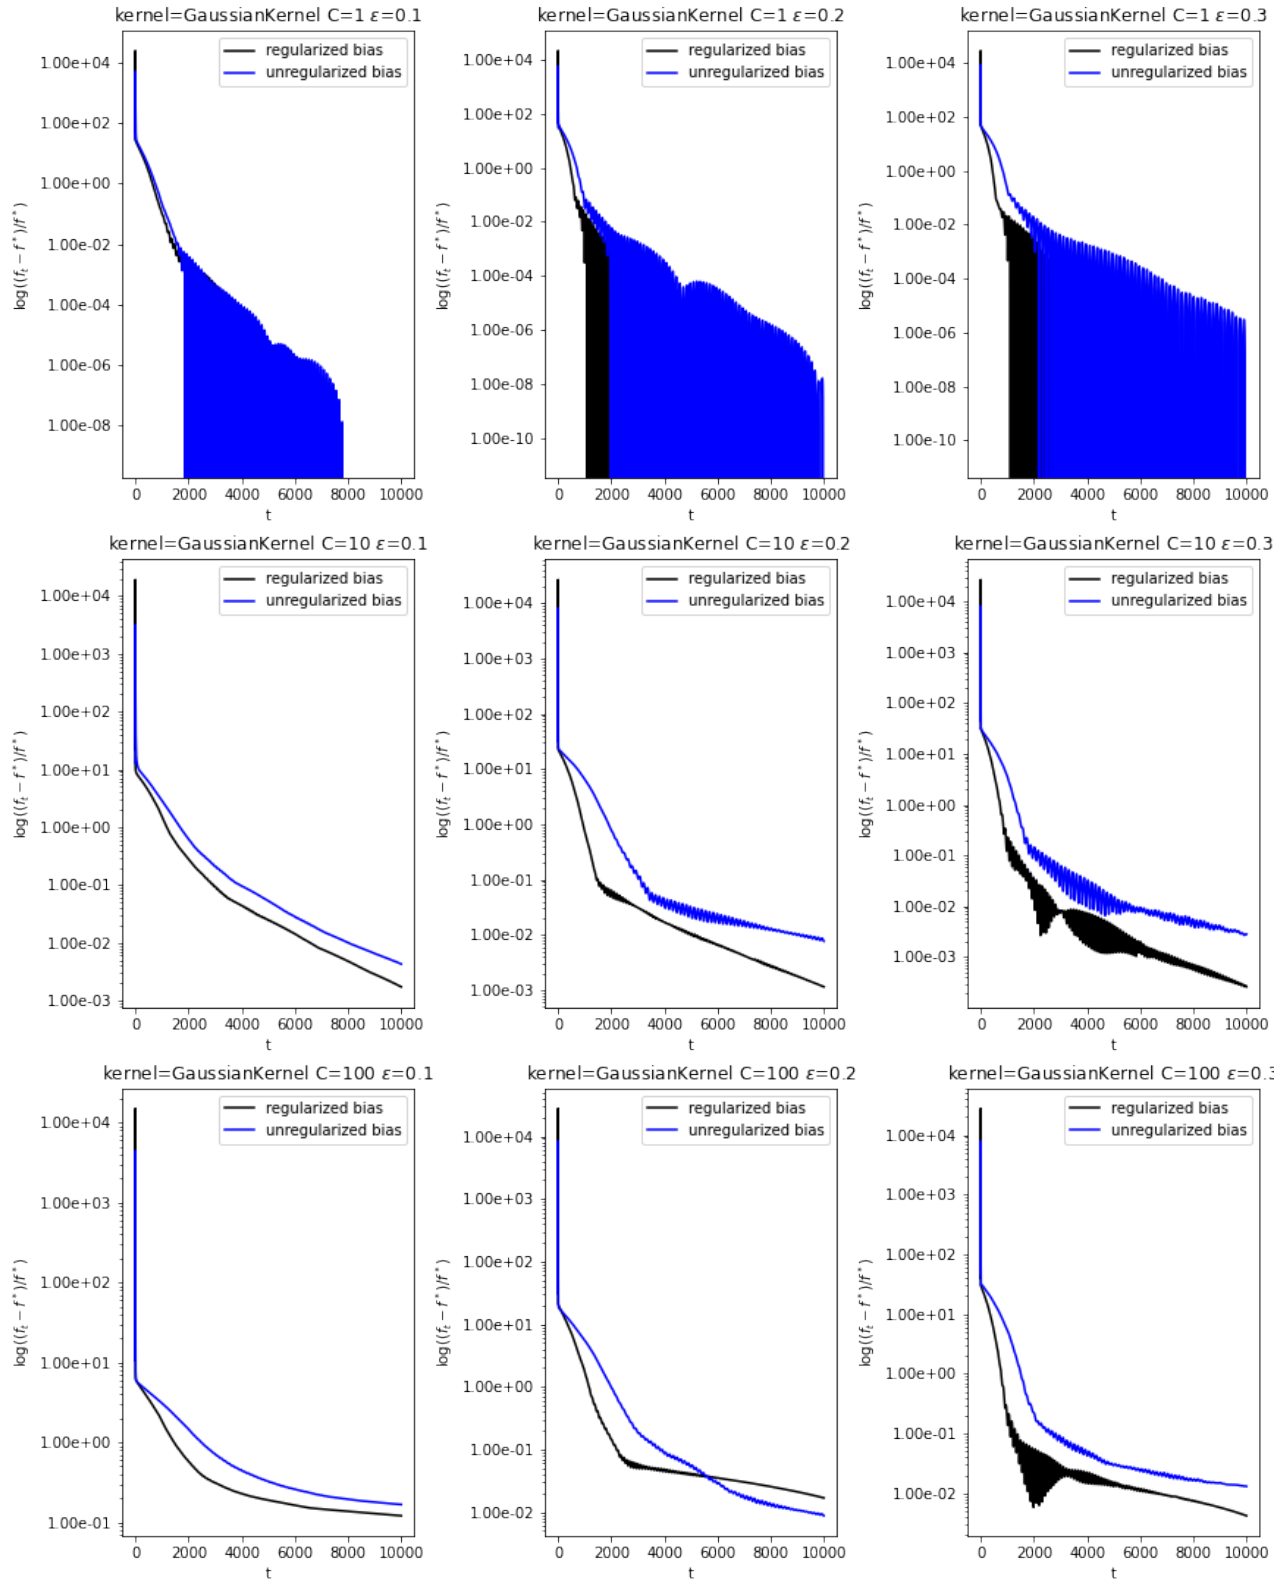 kernel=GaussianKernel C=1 ε=0.1
regularized bias
unregularized bias
1.00e+04
1.00e+02
1.00e+00
1.00e-02
1.00e-04
1.00e-06
1.00e-08
log((f_t − f*)/f*)
0 2000 4000 6000 8000 10000
t
kernel=GaussianKernel C=1 ε=0.2
regularized bias
unregularized bias
1.00e+04
1.00e+02
1.00e+00
1.00e-02
1.00e-04
1.00e-06
1.00e-08
1.00e-10
log((f_t − f*)/f*)
0 2000 4000 6000 8000 10000
t
kernel=GaussianKernel C=1 ε=0.3
regularized bias
unregularized bias
1.00e+04
1.00e+02
1.00e+00
1.00e-02
1.00e-04
1.00e-06
1.00e-08
1.00e-10
log((f_t − f*)/f*)
0 2000 4000 6000 8000 10000
t
kernel=GaussianKernel C=10 ε=0.1
regularized bias
unregularized bias
1.00e+04
1.00e+03
1.00e+02
1.00e+01
1.00e+00
1.00e-01
1.00e-02
1.00e-03
log((f_t − f*)/f*)
0 2000 4000 6000 8000 10000
t
kernel=GaussianKernel C=10 ε=0.2
regularized bias
unregularized bias
1.00e+04
1.00e+03
1.00e+02
1.00e+01
1.00e+00
1.00e-01
1.00e-02
1.00e-03
log((f_t − f*)/f*)
0 2000 4000 6000 8000 10000
t
kernel=GaussianKernel C=10 ε=0.3
regularized bias
unregularized bias
1.00e+04
1.00e+03
1.00e+02
1.00e+01
1.00e+00
1.00e-01
1.00e-02
1.00e-03
log((f_t − f*)/f*)
0 2000 4000 6000 8000 10000
t
kernel=GaussianKernel C=100 ε=0.1
regularized bias
unregularized bias
1.00e+04
1.00e+03
1.00e+02
1.00e+01
1.00e+00
1.00e-01
log((f_t − f*)/f*)
0 2000 4000 6000 8000 10000
t
kernel=GaussianKernel C=100 ε=0.2
regularized bias
unregularized bias
1.00e+04
1.00e+03
1.00e+02
1.00e+01
1.00e+00
1.00e-01
1.00e-02
log((f_t − f*)/f*)
0 2000 4000 6000 8000 10000
t
kernel=GaussianKernel C=100 ε=0.3
regularized bias
unregularized bias
1.00e+04
1.00e+03
1.00e+02
1.00e+01
1.00e+00
1.00e-01
1.00e-02
log((f_t − f*)/f*)
0 2000 4000 6000 8000 10000
t